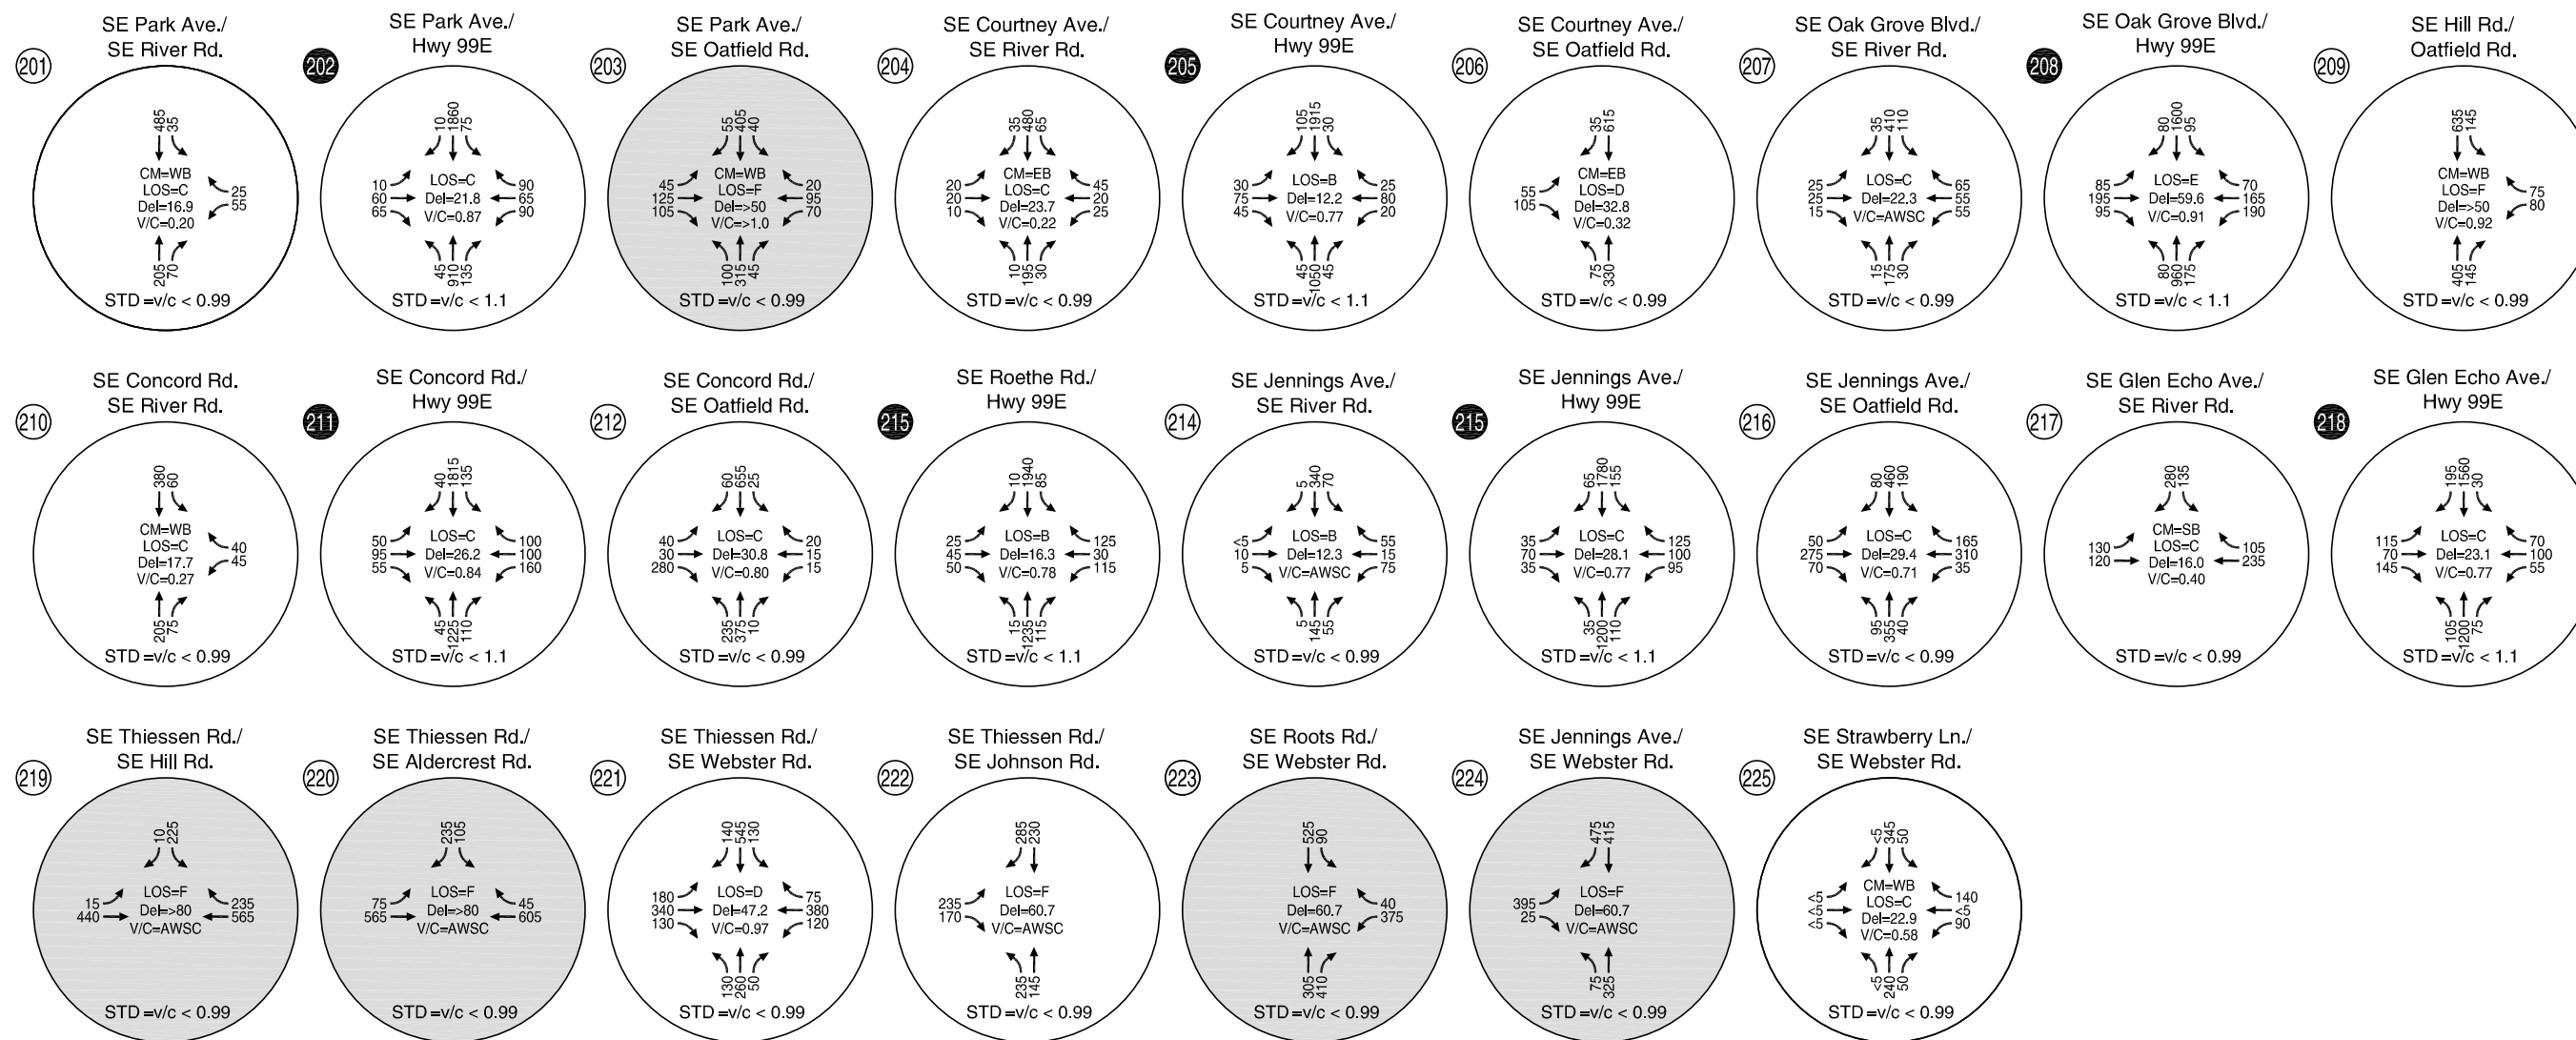 SE Park Ave./
SE River Rd.
201
485
35
CM=WB
LOS=C
Del=16.9
V/C=0.20
25
55
205
70
STD =v/c < 0.99
SE Park Ave./
Hwy 99E
202
10
1860
75
10
60
65
LOS=C
Del=21.8
V/C=0.87
90
65
90
45
910
135
STD =v/c < 1.1
SE Park Ave./
SE Oatfield Rd.
203
55
405
40
45
125
105
CM=WB
LOS=F
Del=>50
V/C=>1.0
20
95
70
100
315
45
STD =v/c < 0.99
SE Courtney Ave./
SE River Rd.
204
35
480
65
20
20
10
CM=EB
LOS=C
Del=23.7
V/C=0.22
45
20
25
10
195
30
STD =v/c < 0.99
SE Courtney Ave./
Hwy 99E
205
105
1915
30
30
75
45
LOS=B
Del=12.2
V/C=0.77
25
80
20
45
1050
45
STD =v/c < 1.1
SE Courtney Ave./
SE Oatfield Rd.
206
35
615
55
105
CM=EB
LOS=D
Del=32.8
V/C=0.32
75
330
STD =v/c < 0.99
SE Oak Grove Blvd./
SE River Rd.
207
35
410
110
25
25
15
LOS=C
Del=22.3
V/C=AWSC
65
55
55
15
175
30
STD =v/c < 0.99
SE Oak Grove Blvd./
Hwy 99E
208
80
1600
95
85
195
95
LOS=E
Del=59.6
V/C=0.91
70
165
190
80
960
175
STD =v/c < 1.1
SE Hill Rd./
Oatfield Rd.
209
635
145
CM=WB
LOS=F
Del=>50
V/C=0.92
75
80
405
145
STD =v/c < 0.99
SE Concord Rd.
SE River Rd.
210
380
60
CM=WB
LOS=C
Del=17.7
V/C=0.27
40
45
205
75
STD =v/c < 0.99
SE Concord Rd./
Hwy 99E
211
40
1815
135
50
95
55
LOS=C
Del=26.2
V/C=0.84
100
100
160
45
1225
110
STD =v/c < 1.1
SE Concord Rd./
SE Oatfield Rd.
212
60
655
25
40
30
280
LOS=C
Del=30.8
V/C=0.80
20
15
15
235
375
10
STD =v/c < 0.99
SE Roethe Rd./
Hwy 99E
215
10
1940
85
25
45
50
LOS=B
Del=16.3
V/C=0.78
125
30
115
15
1235
115
STD =v/c < 1.1
SE Jennings Ave./
SE River Rd.
214
5
340
70
<5
10
5
LOS=B
Del=12.3
V/C=AWSC
55
15
75
5
145
55
STD =v/c < 0.99
SE Jennings Ave./
Hwy 99E
215
65
1780
155
35
70
35
LOS=C
Del=28.1
V/C=0.77
125
100
95
35
1200
110
STD =v/c < 1.1
SE Jennings Ave./
SE Oatfield Rd.
216
80
460
190
50
275
70
LOS=C
Del=29.4
V/C=0.71
165
310
35
95
355
40
STD =v/c < 0.99
SE Glen Echo Ave./
SE River Rd.
217
280
135
130
120
CM=SB
LOS=C
Del=16.0
V/C=0.40
105
235
STD =v/c < 0.99
SE Glen Echo Ave./
Hwy 99E
218
195
1560
30
115
70
145
LOS=C
Del=23.1
V/C=0.77
70
100
55
105
1200
75
STD =v/c < 1.1
SE Thiessen Rd./
SE Hill Rd.
219
10
225
15
440
LOS=F
Del=>80
V/C=AWSC
235
565
STD =v/c < 0.99
SE Thiessen Rd./
SE Aldercrest Rd.
220
235
105
75
565
LOS=F
Del=>80
V/C=AWSC
45
605
STD =v/c < 0.99
SE Thiessen Rd./
SE Webster Rd.
221
140
545
130
180
340
130
LOS=D
Del=47.2
V/C=0.97
75
380
120
130
260
50
STD =v/c < 0.99
SE Thiessen Rd./
SE Johnson Rd.
222
285
230
235
170
LOS=F
Del=60.7
V/C=AWSC
235
145
STD =v/c < 0.99
SE Roots Rd./
SE Webster Rd.
223
525
90
LOS=F
Del=60.7
V/C=AWSC
40
375
305
410
STD =v/c < 0.99
SE Jennings Ave./
SE Webster Rd.
224
475
415
395
25
LOS=F
Del=60.7
V/C=AWSC
75
325
STD =v/c < 0.99
SE Strawberry Ln./
SE Webster Rd.
225
<5
345
50
<5
<5
<5
CM=WB
LOS=C
Del=22.9
V/C=0.58
140
<5
90
<5
240
50
STD =v/c < 0.99